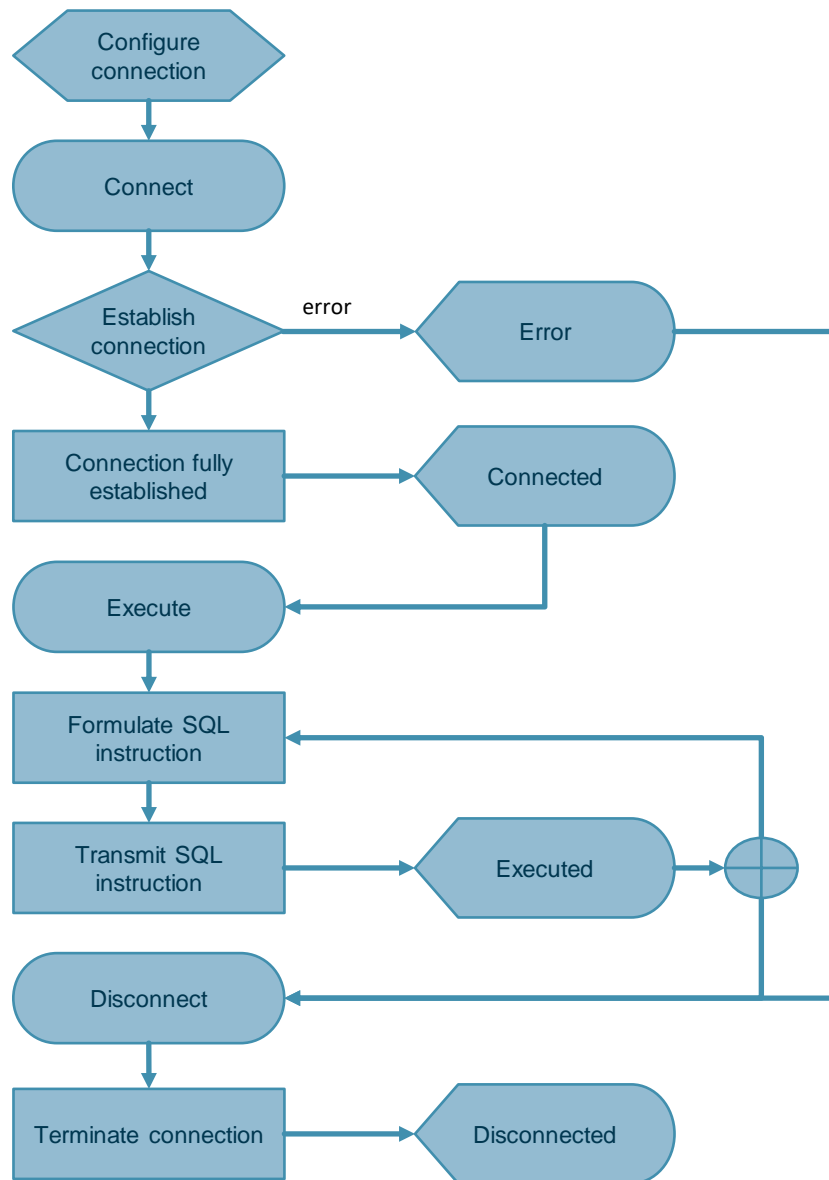 Configure
connection
Connect
Establish
connection
error
Error
Connection fully
established
Connected
Execute
Formulate SQL
instruction
Transmit SQL
instruction
Executed
Disconnect
Terminate connection
Disconnected